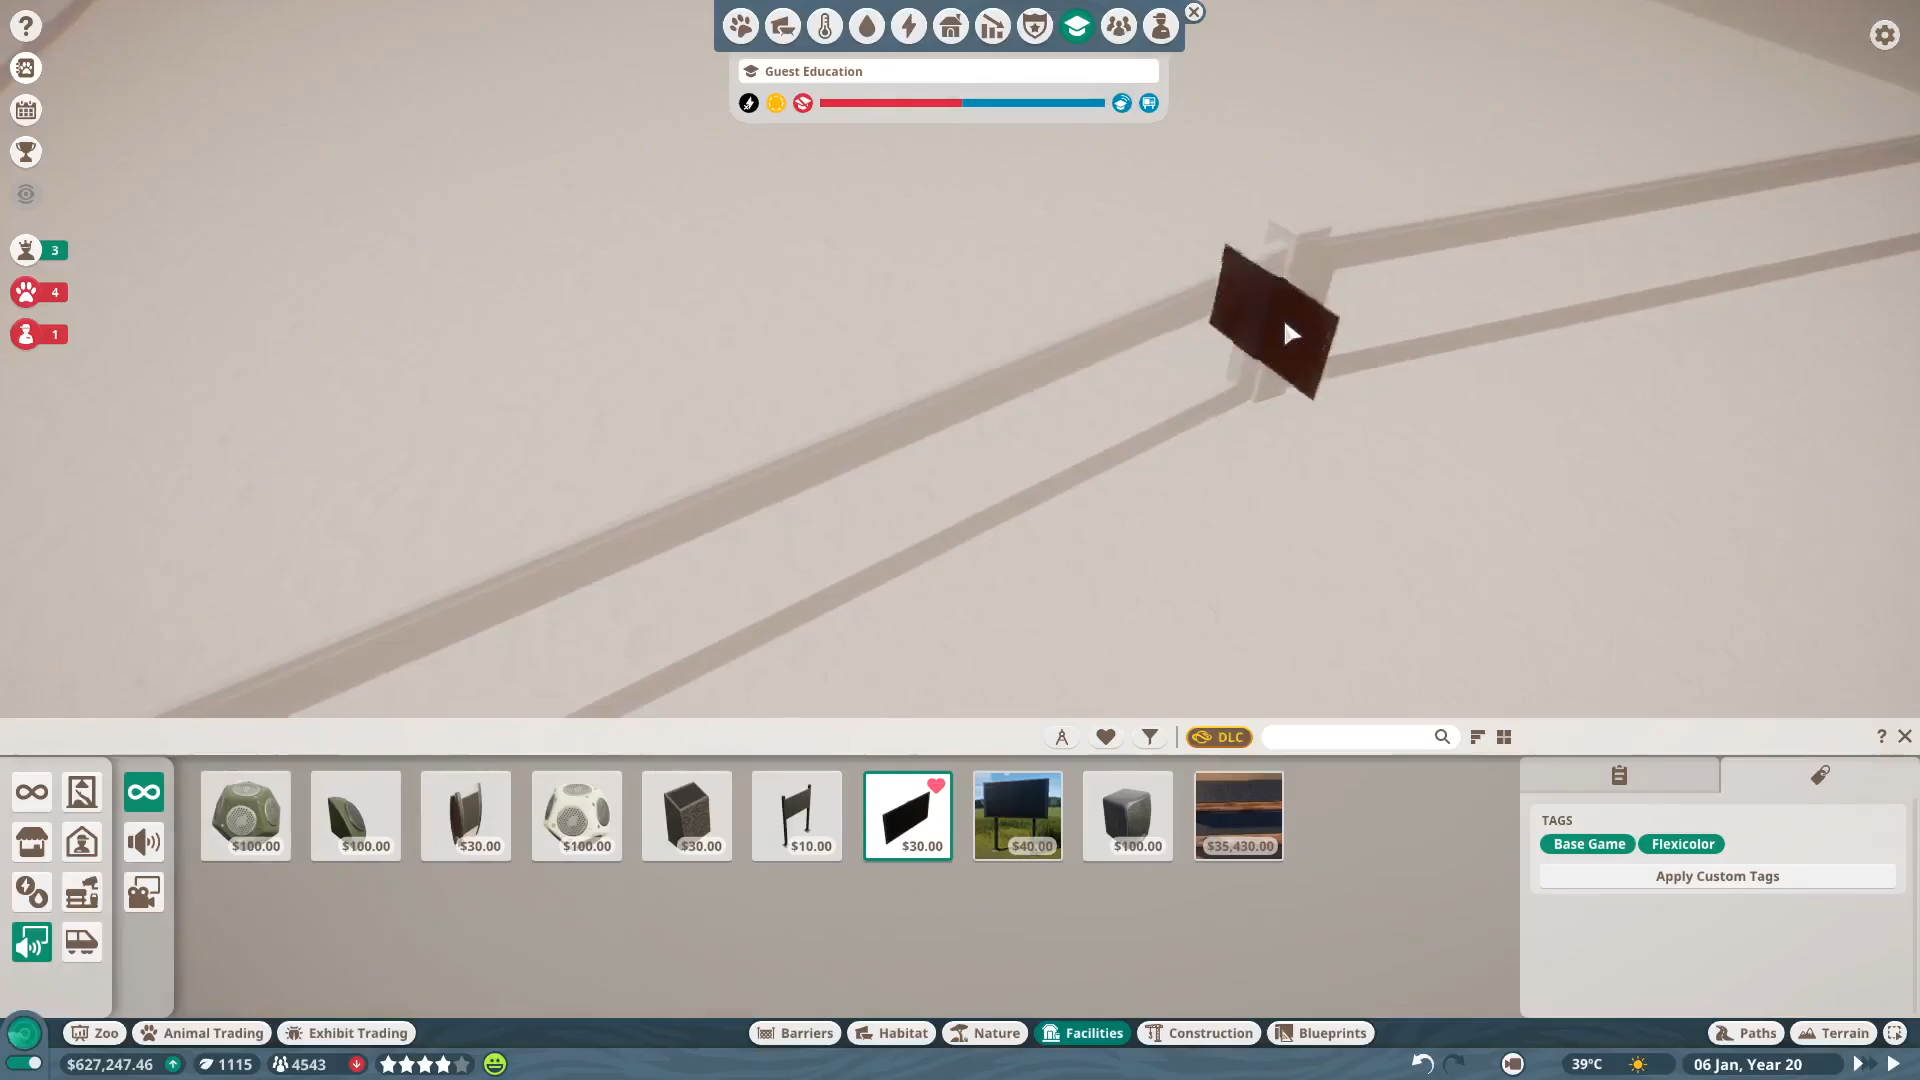 Guest Education
3
4
1
DLC
$100.00 $100.00 $30.00 $100.00 $30.00 $10.00 $30.00 $40.00 $100.00 $35,430.00
TAGS
Base Game Flexicolor
Apply Custom Tags
Zoo Animal Trading Exhibit Trading Barriers Habitat Nature Facilities Construction Blueprints Paths Terrain
$627,247.46 1115 4543 39°C 06 Jan, Year 20